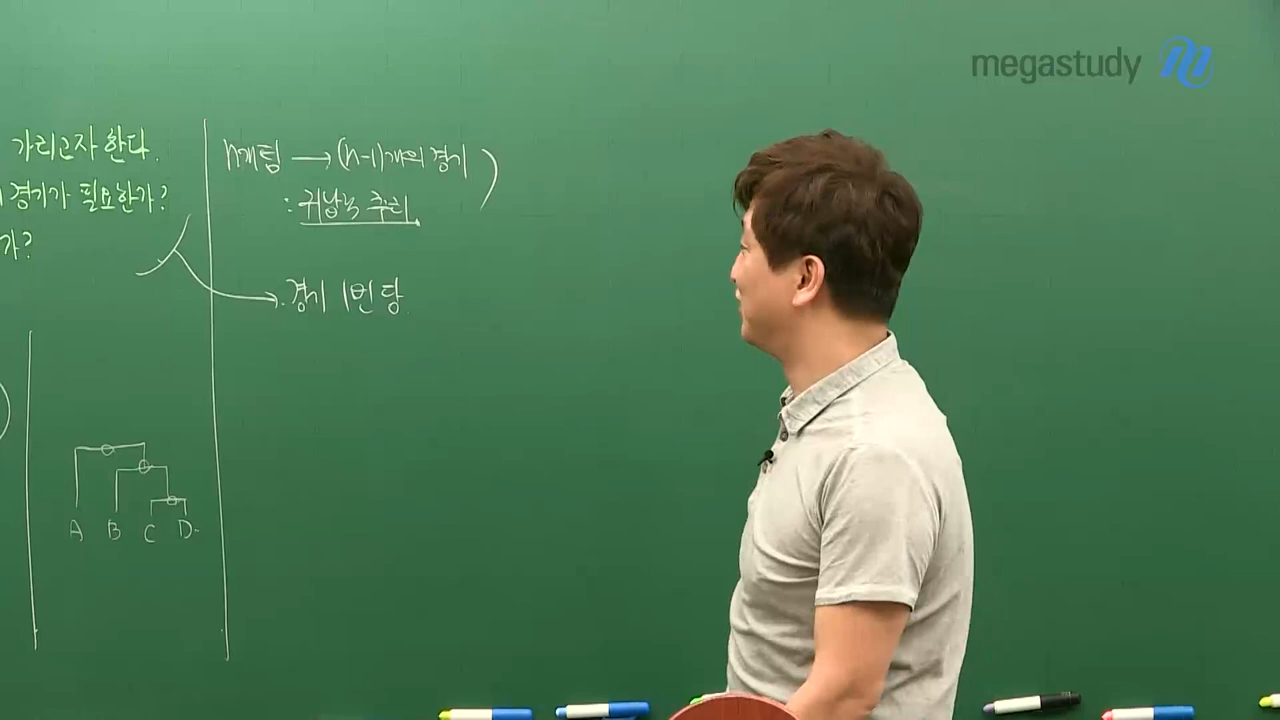 megastudy
가리고자 한다.
경기가 필요한가?
가?
n개팀 → (n-1)개의 경기
: 귀납적 추리
경기 1번당
A B C D